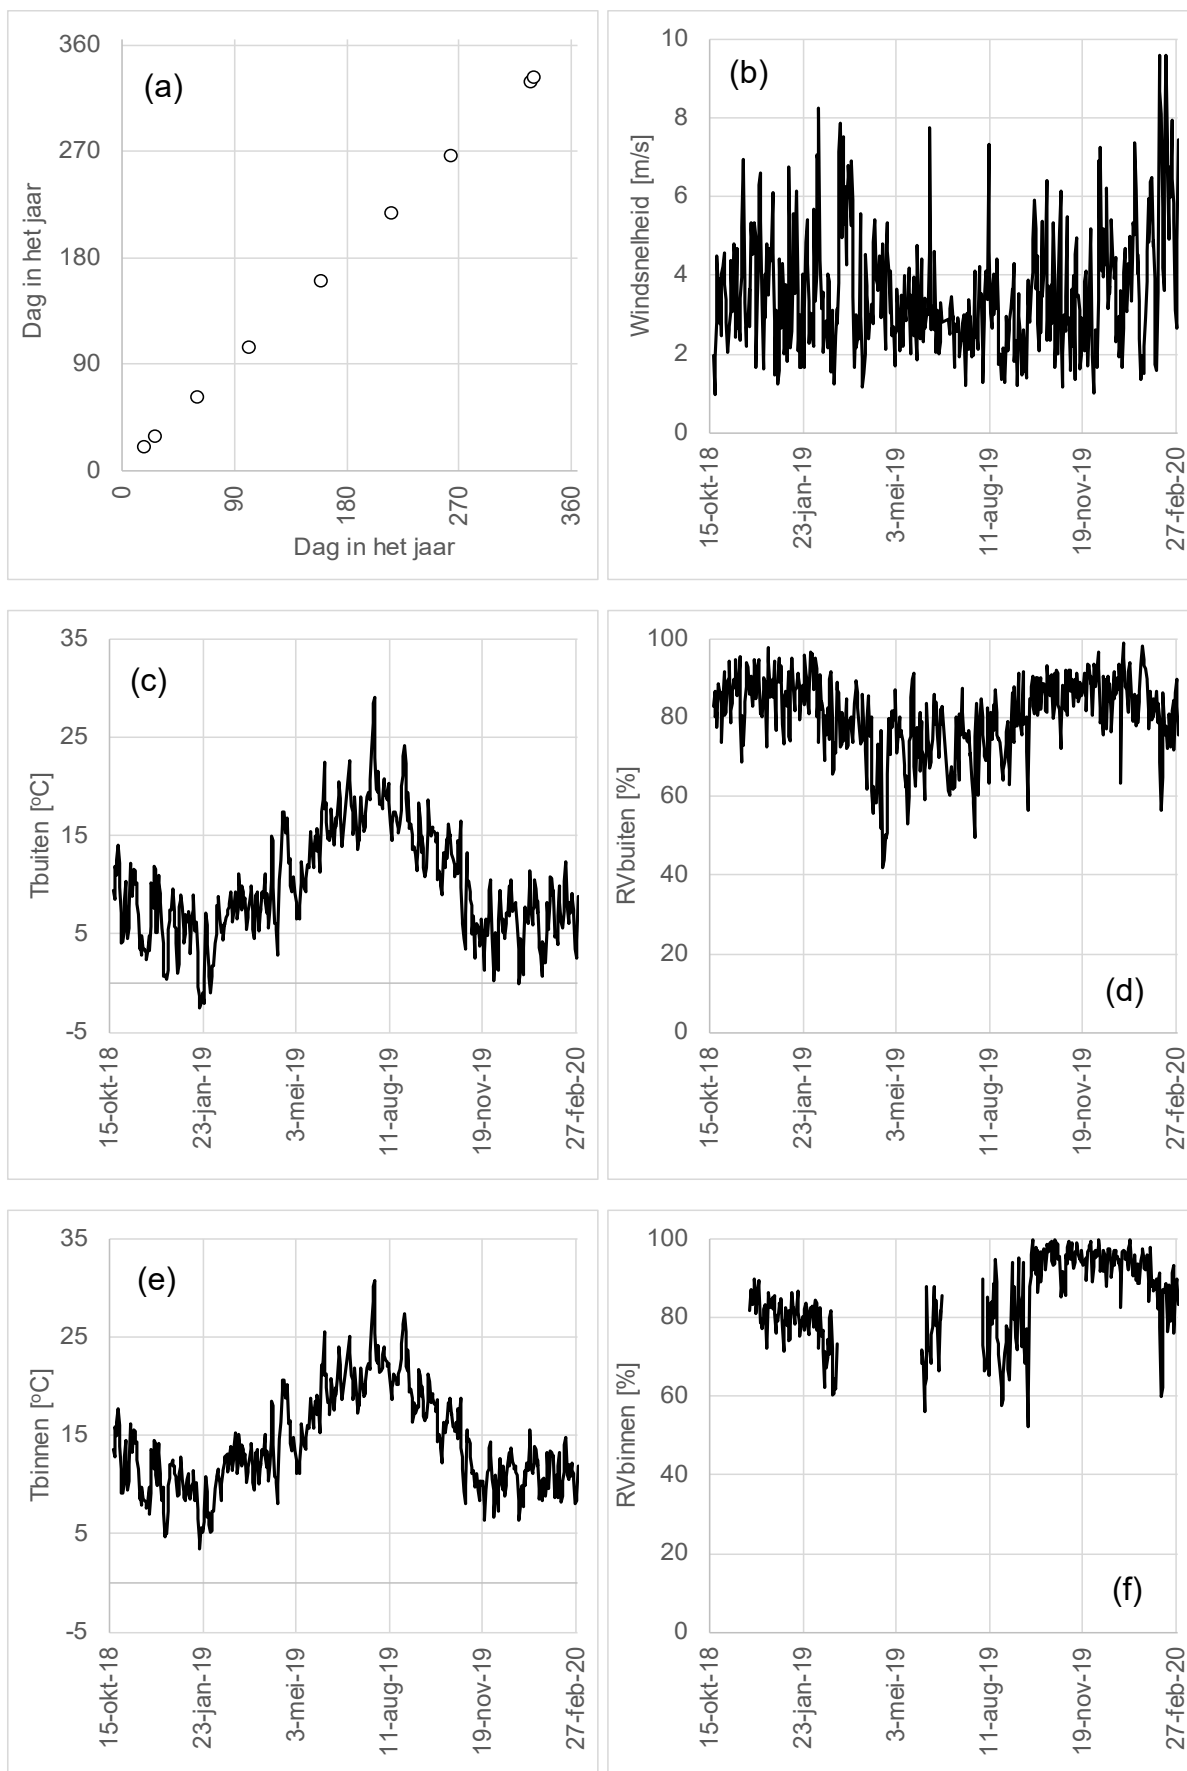 360
270
180
90
0
(a)
Dag in het jaar
0
90
180
270
360
Dag in het jaar
10
8
6
4
2
0
(b)
Windsnelheid [m/s]
15-okt-18
23-jan-19
3-mei-19
11-aug-19
19-nov-19
27-feb-20
35
25
15
5
-5
(c)
Tbuiten [oC]
15-okt-18
23-jan-19
3-mei-19
11-aug-19
19-nov-19
27-feb-20
100
80
60
40
20
0
RVbuiten [%]
(d)
15-okt-18
23-jan-19
3-mei-19
11-aug-19
19-nov-19
27-feb-20
35
25
15
5
-5
(e)
Tbinnen [oC]
15-okt-18
23-jan-19
3-mei-19
11-aug-19
19-nov-19
27-feb-20
100
80
60
40
20
0
RVbinnen [%]
(f)
15-okt-18
23-jan-19
3-mei-19
11-aug-19
19-nov-19
27-feb-20